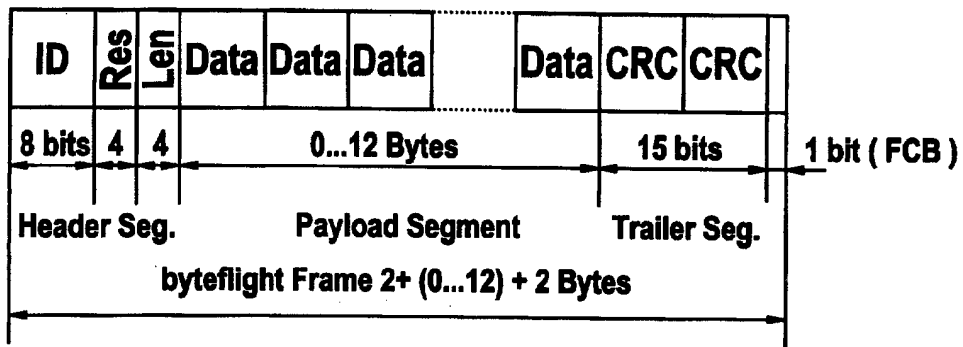 ID Res Len Data Data Data Data CRC CRC
8 bits 4 4 0...12 Bytes 15 bits 1 bit ( FCB )
Header Seg. Payload Segment Trailer Seg.
byteflight Frame 2+ (0...12) + 2 Bytes